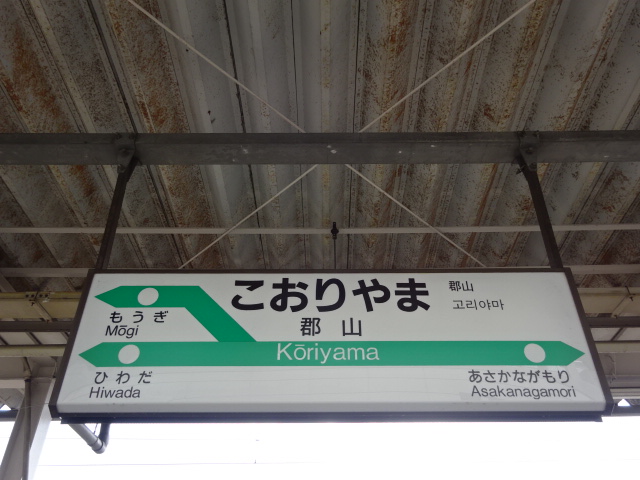 こおりやま
郡山
郡山
고리야마
Kōriyama
もうぎ
Mōgi
ひわだ
Hiwada
あさかながもり
Asakanagamori